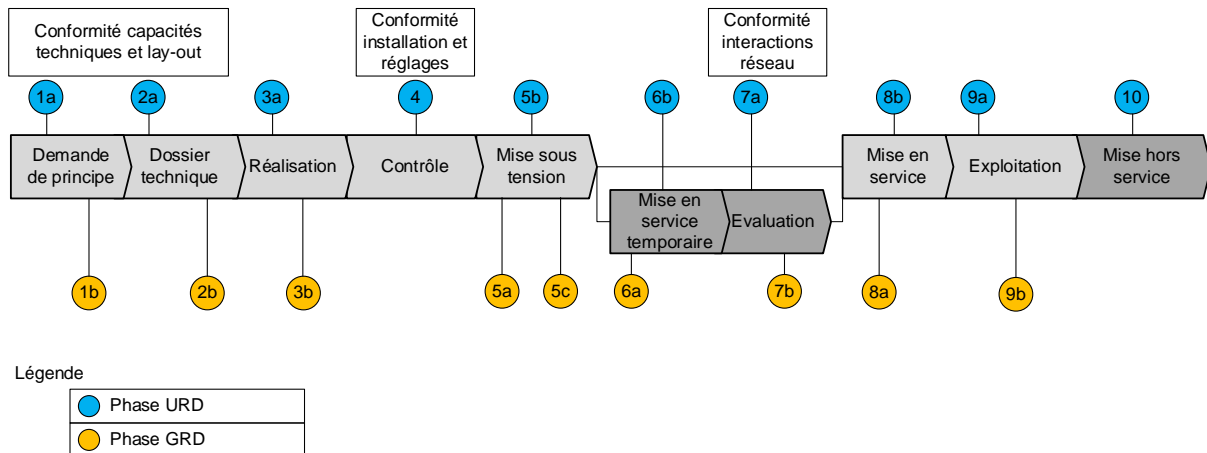 Conformité capacités
techniques et lay-out
Conformité
installation et
réglages
Conformité
interactions
réseau
1a
2a
3a
4
5b
6b
7a
8b
9a
10
Demande
de principe
Dossier
technique
Réalisation
Contrôle
Mise sous
tension
Mise en
service
temporaire
Evaluation
Mise en
service
Exploitation
Mise hors
service
1b
2b
3b
5a
5c
6a
7b
8a
9b
Légende
Phase URD
Phase GRD